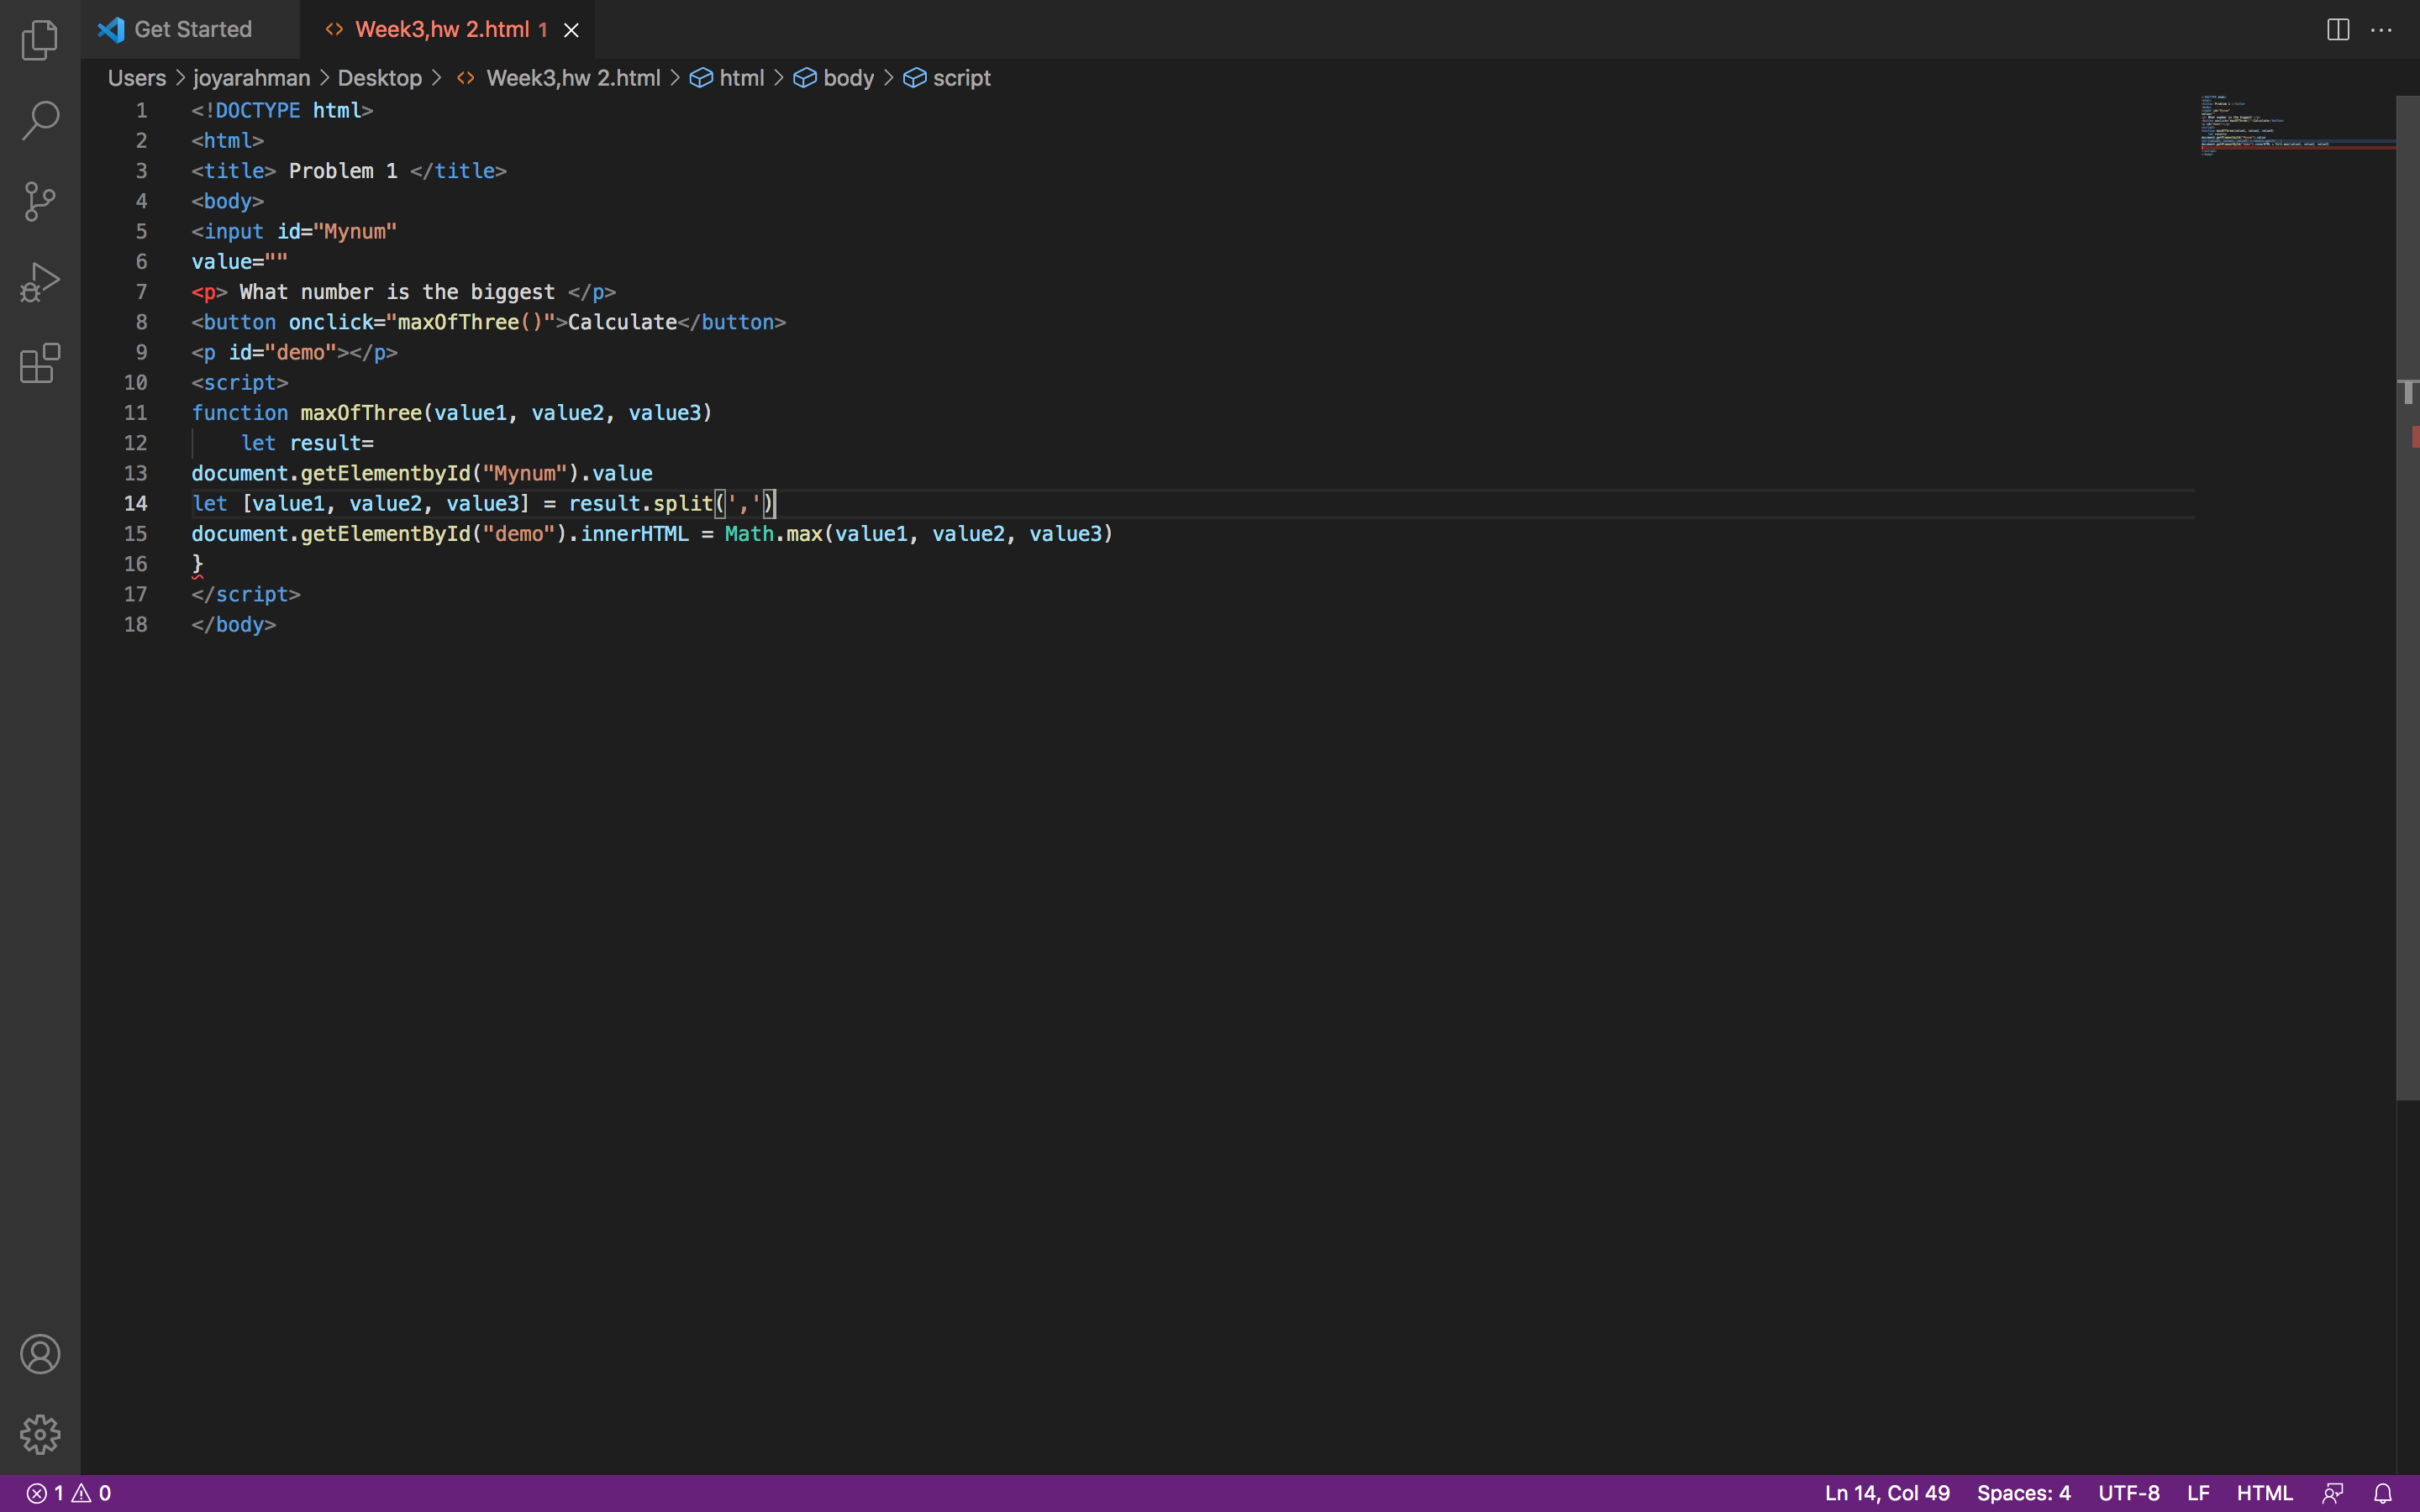 Get Started
Week3,hw 2.html 1
Users > joyarahman > Desktop > Week3,hw 2.html > html > body > script
1 <!DOCTYPE html>
2 <html>
3 <title> Problem 1 </title>
4 <body>
5 <input id="Mynum"
6 value=""
7 <p> What number is the biggest </p>
8 <button onclick="maxOfThree()">Calculate</button>
9 <p id="demo"></p>
10 <script>
11 function maxOfThree(value1, value2, value3)
12     let result=
13 document.getElementbyId("Mynum").value
14 let [value1, value2, value3] = result.split(',')
15 document.getElementById("demo").innerHTML = Math.max(value1, value2, value3)
16 }
17 </script>
18 </body>
1 0 Ln 14, Col 49 Spaces: 4 UTF-8 LF HTML